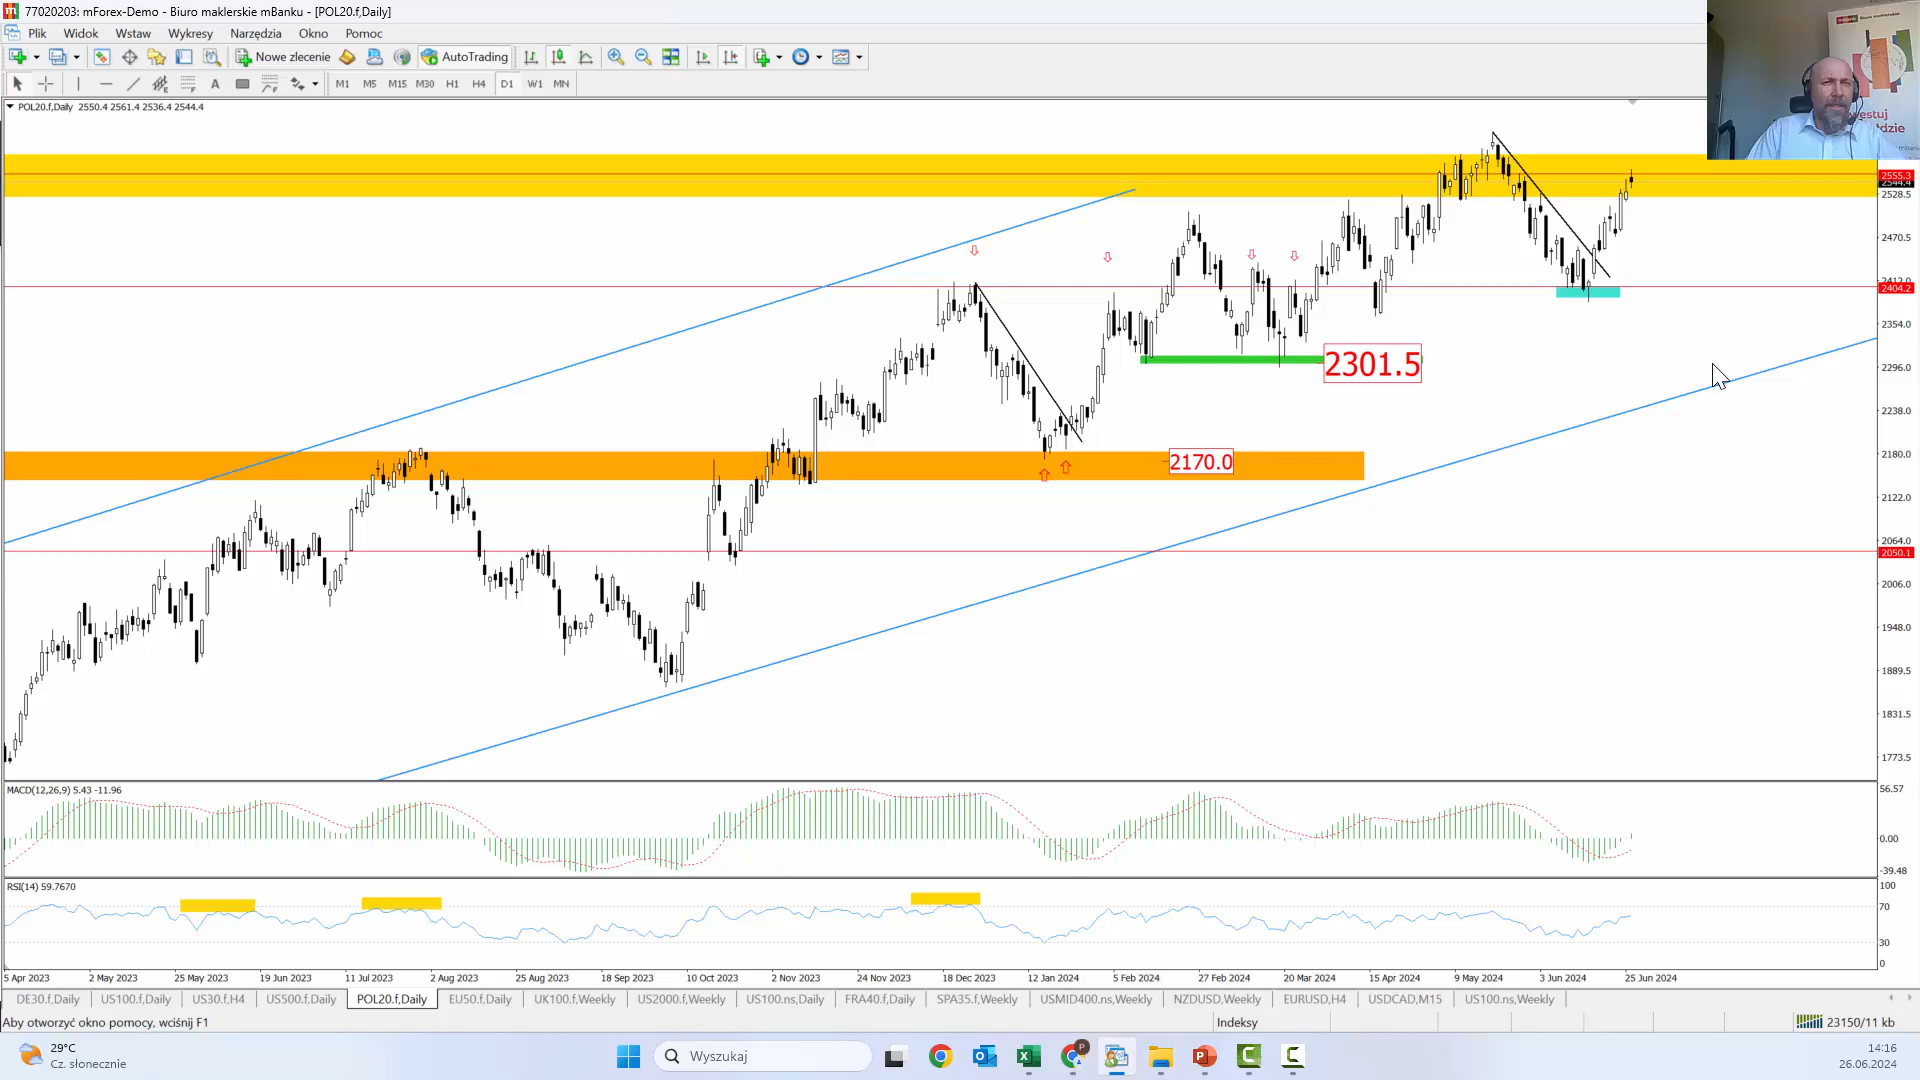 77020203: mForex-Demo - Biuro maklerskie mBanku - [POL20.f,Daily]
Plik Widok Wstaw Wykresy Narzędzia Okno Pomoc
Nowe zlecenie AutoTrading
A M1 M5 M15 M30 H1 H4 D1 W1 MN
POL20.f,Daily 2550.4 2561.4 2536.4 2544.4
2555.3
2544.4
2528.5
2470.5
2412.0
2404.2
2354.0
2301.5
2296.0
2238.0
2170.0
2180.0
2122.0
2064.0
2050.1
2006.0
1948.0
1889.5
1831.5
1773.5
MACD(12,26,9) 5.43 -11.96
56.57
0.00
-39.48
RSI(14) 59.7670
100
70
30
0
5 Apr 2023 2 May 2023 25 May 2023 19 Jun 2023 11 Jul 2023 2 Aug 2023 25 Aug 2023 18 Sep 2023 10 Oct 2023 2 Nov 2023 24 Nov 2023 18 Dec 2023 12 Jan 2024 5 Feb 2024 27 Feb 2024 20 Mar 2024 15 Apr 2024 9 May 2024 3 Jun 2024 25 Jun 2024
DE30.f,Daily US100.f,Daily US30.f,H4 US500.f,Daily POL20.f,Daily EU50.f,Daily UK100.f,Weekly US2000.f,Weekly US100.ns,Daily FRA40.f,Daily SPA35.f,Weekly USMID400.ns,Weekly NZDUSD,Weekly EURUSD,H4 USDCAD,M15 US100.ns,Weekly
Aby otworzyć okno pomocy, wciśnij F1 Indeksy 23150/11 kb
29°C
Cz. słonecznie
Wyszukaj
14:16
26.06.2024